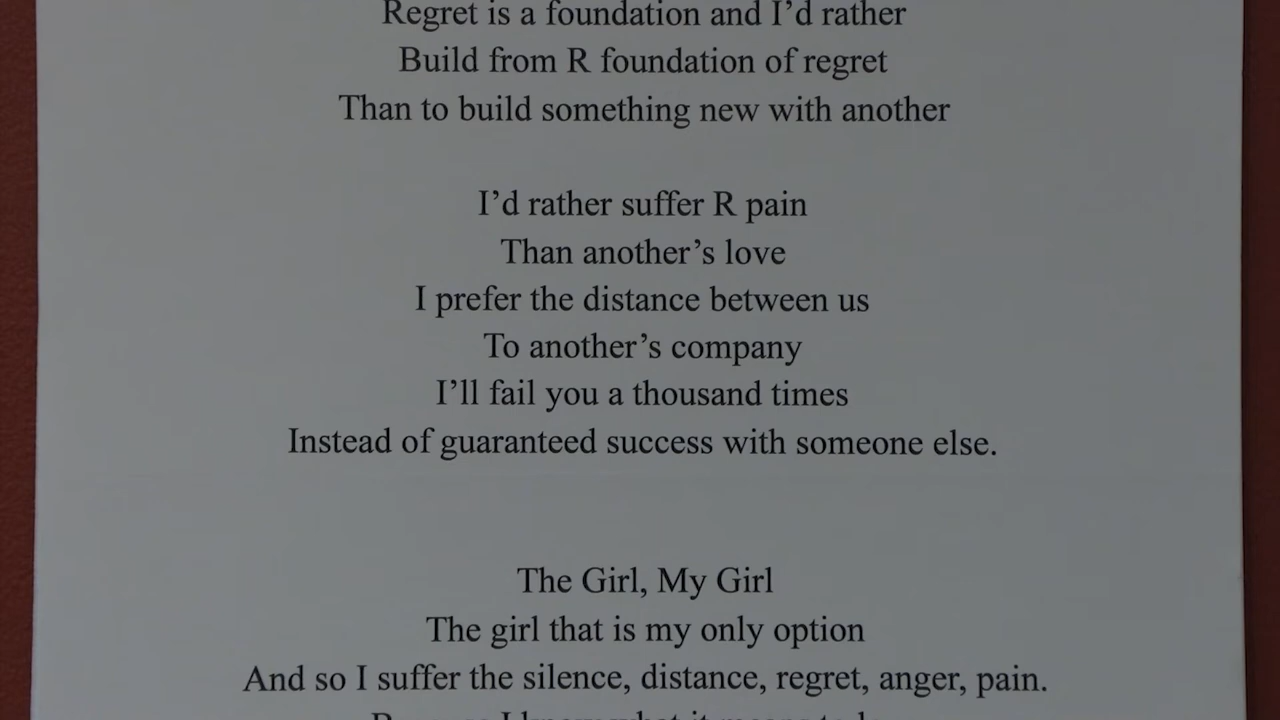 Regret is a foundation and I’d rather
Build from R foundation of regret
Than to build something new with another
I’d rather suffer R pain
Than another’s love
I prefer the distance between us
To another’s company
I’ll fail you a thousand times
Instead of guaranteed success with someone else.
The Girl, My Girl
The girl that is my only option
And so I suffer the silence, distance, regret, anger, pain.